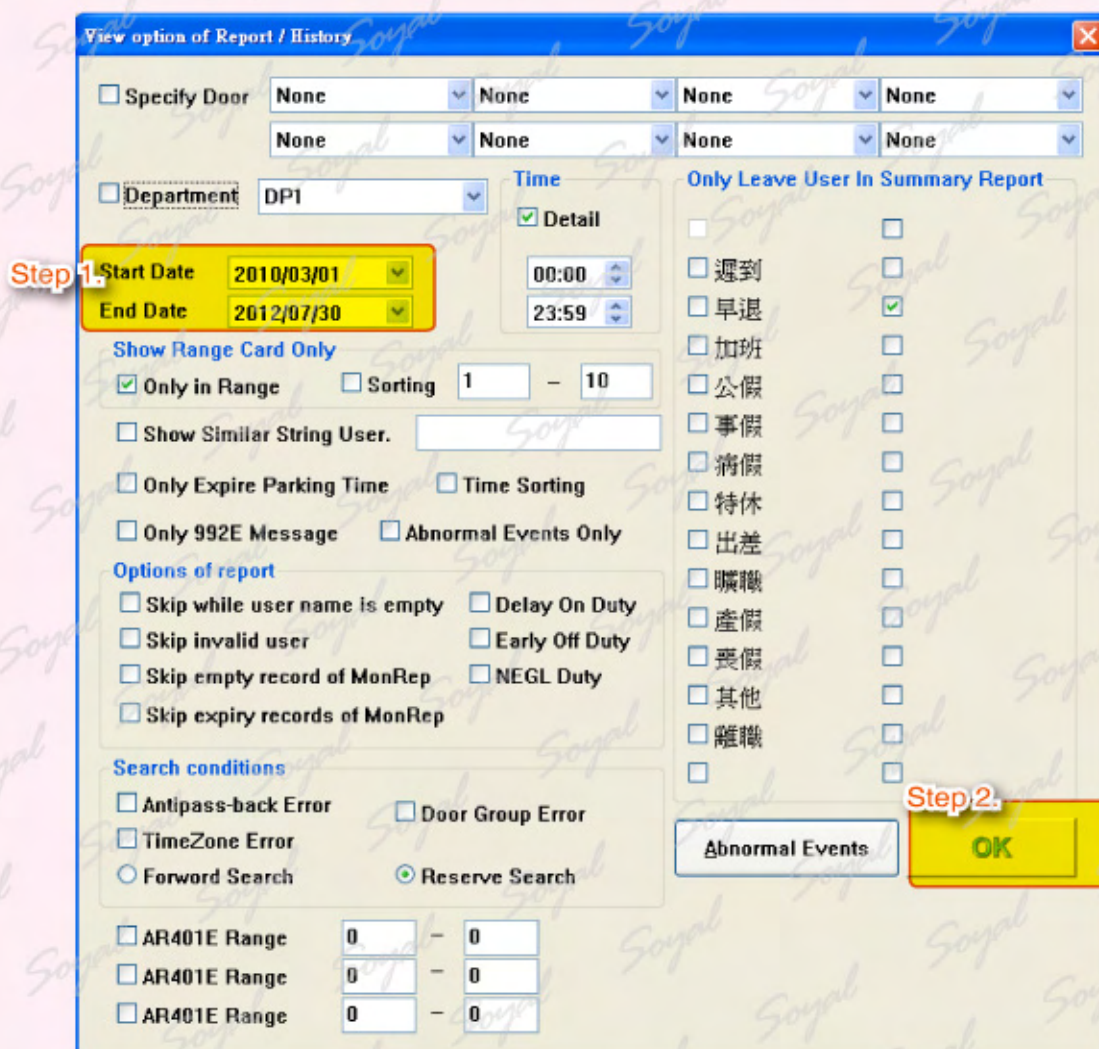 View option of Report / History
Specify Door None None None None
None None None None
Department DP1
Time
Detail
Only Leave User In Summary Report
Step 1.
Start Date 2010/03/01 00:00
End Date 2012/07/30 23:59
Show Range Card Only
Only in Range Sorting 1 – 10
Show Similar String User.
Only Expire Parking Time Time Sorting
Only 992E Message Abnormal Events Only
Options of report
Skip while user name is empty Delay On Duty
Skip invalid user Early Off Duty
Skip empty record of MonRep NEGL Duty
Skip expiry records of MonRep
Search conditions
Antipass-back Error Door Group Error
TimeZone Error
Forword Search Reserve Search
AR401E Range 0 – 0
AR401E Range 0 – 0
AR401E Range 0 – 0
遲到
早退
加班
公假
事假
病假
特休
出差
曠職
產假
喪假
其他
離職
Step 2.
Abnormal Events OK
Soyal